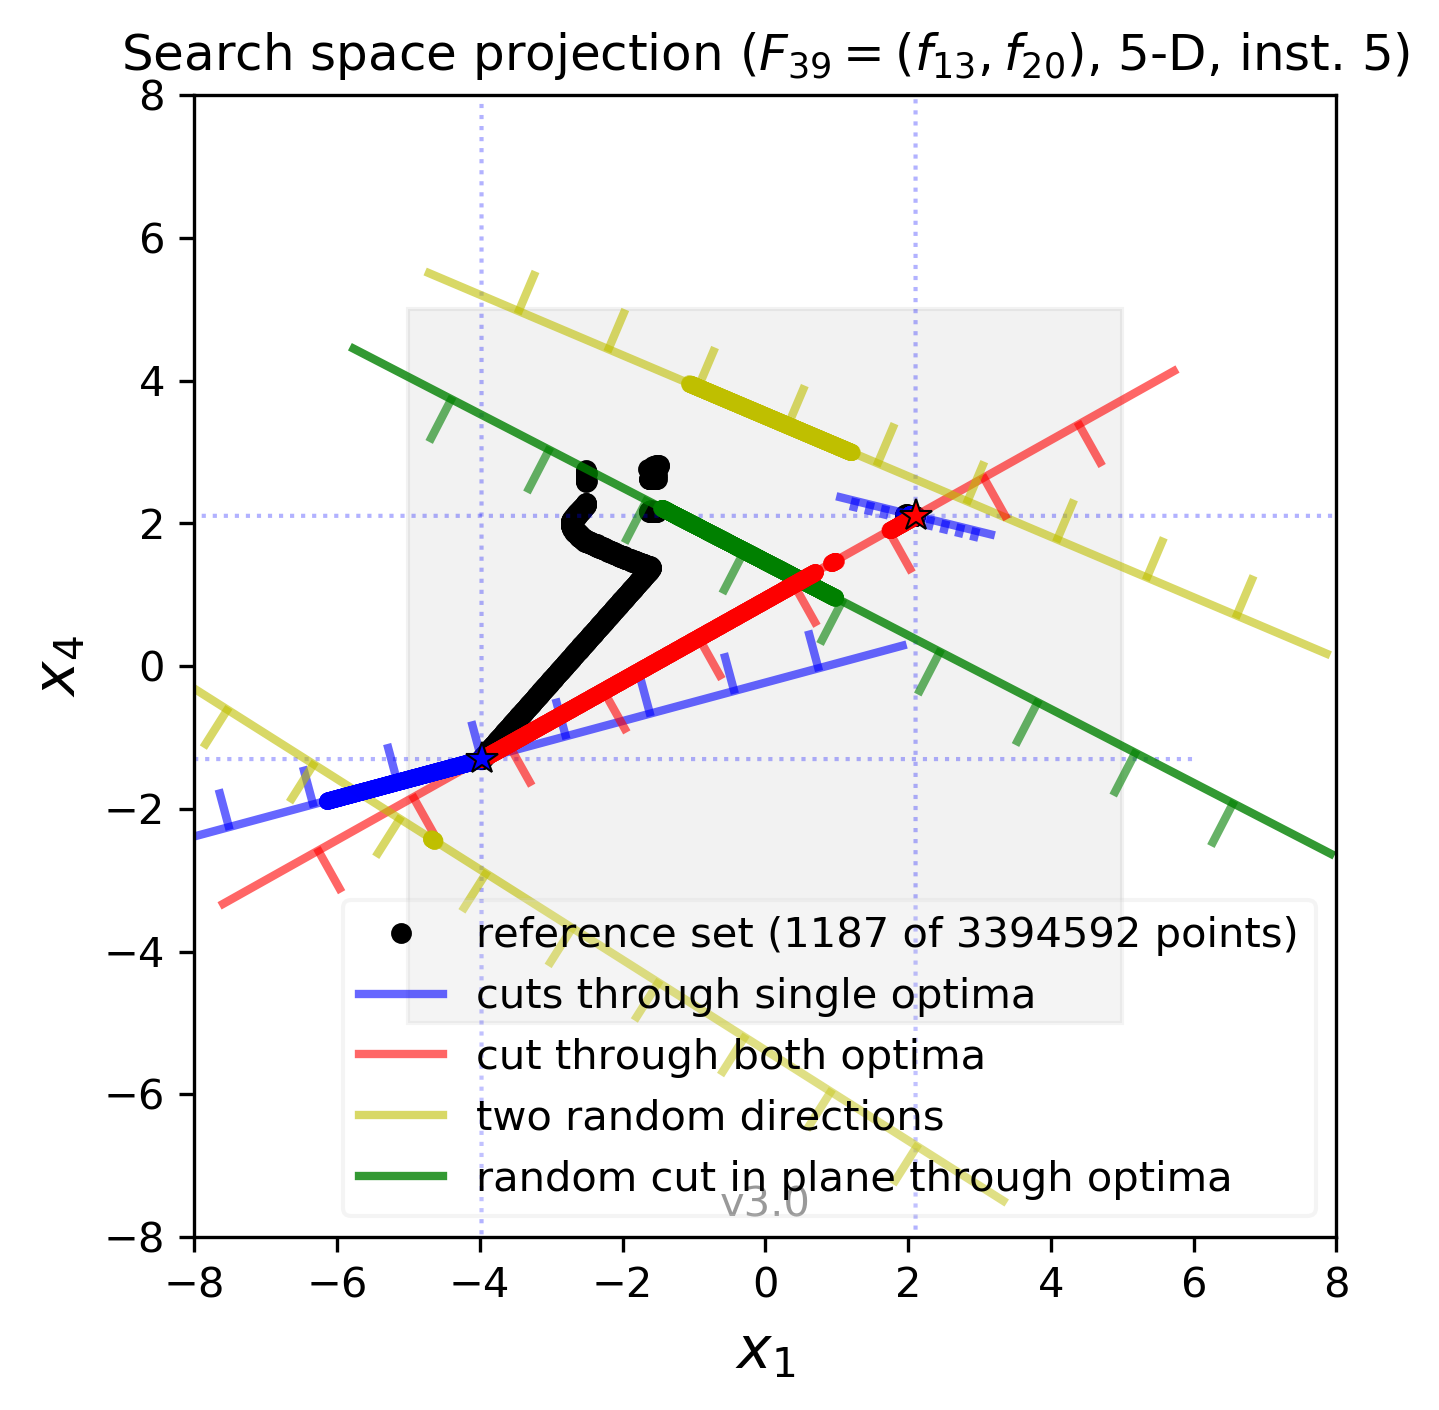 Search space projection (F₃₉ = (f₁₃, f₂₀), 5-D, inst. 5)
8
6
4
2
0
−2
−4
−6
−8
x₄
reference set (1187 of 3394592 points)
cuts through single optima
cut through both optima
two random directions
random cut in plane through optima
v3.0
−8 −6 −4 −2 0 2 4 6 8
x₁